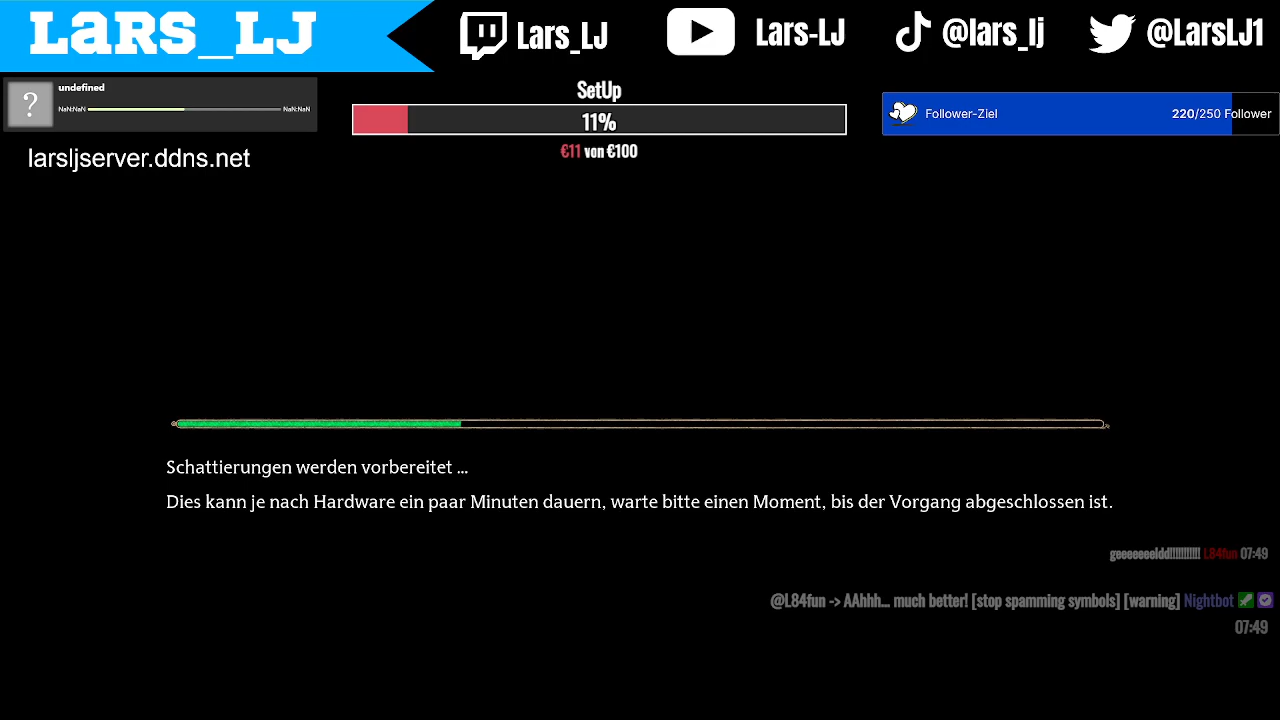 Lars_LJ
Lars_LJ
Lars-LJ
@lars_lj
@LarsLJ1
?
undefined
NaN:NaN
NaN:NaN
SetUp
11%
€11 von €100
Follower-Ziel
220/250 Follower
larsljserver.ddns.net
Schattierungen werden vorbereitet ...
Dies kann je nach Hardware ein paar Minuten dauern, warte bitte einen Moment, bis der Vorgang abgeschlossen ist.
geeeeeeeldd!!!!!!!!!!! L84fun 07:49
@L84fun -> AAhhh... much better! [stop spamming symbols] [warning] Nightbot
07:49